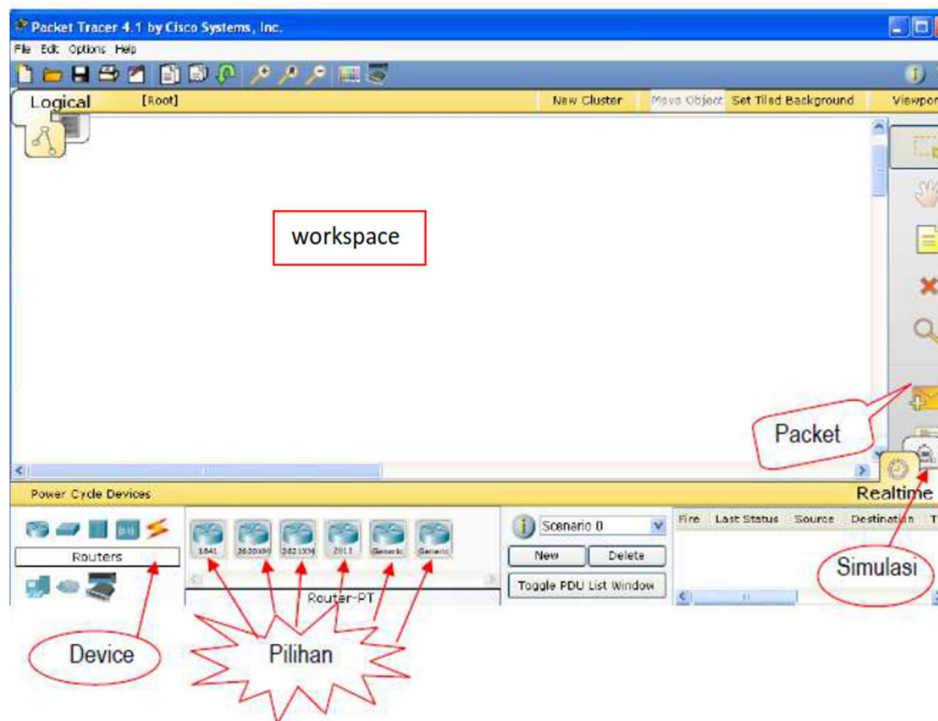 Packet Tracer 4.1 by Cisco Systems, Inc.
File Edit Options Help
Logical [Root] New Cluster Move Object Set Tiled Background Viewpor
workspace
Packet
Power Cycle Devices
Realtime
Routers
1841 2620XM 2621XM 2811 Generic Generic
Router-PT
Scenario 0
New Delete
Toggle PDU List Window
Fire Last Status Source Destination T
Simulasi
Device
Pilihan